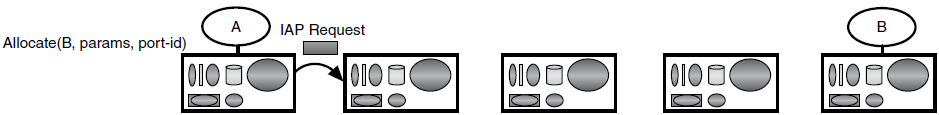 A
IAP Request
B
Allocate(B, params, port-id)